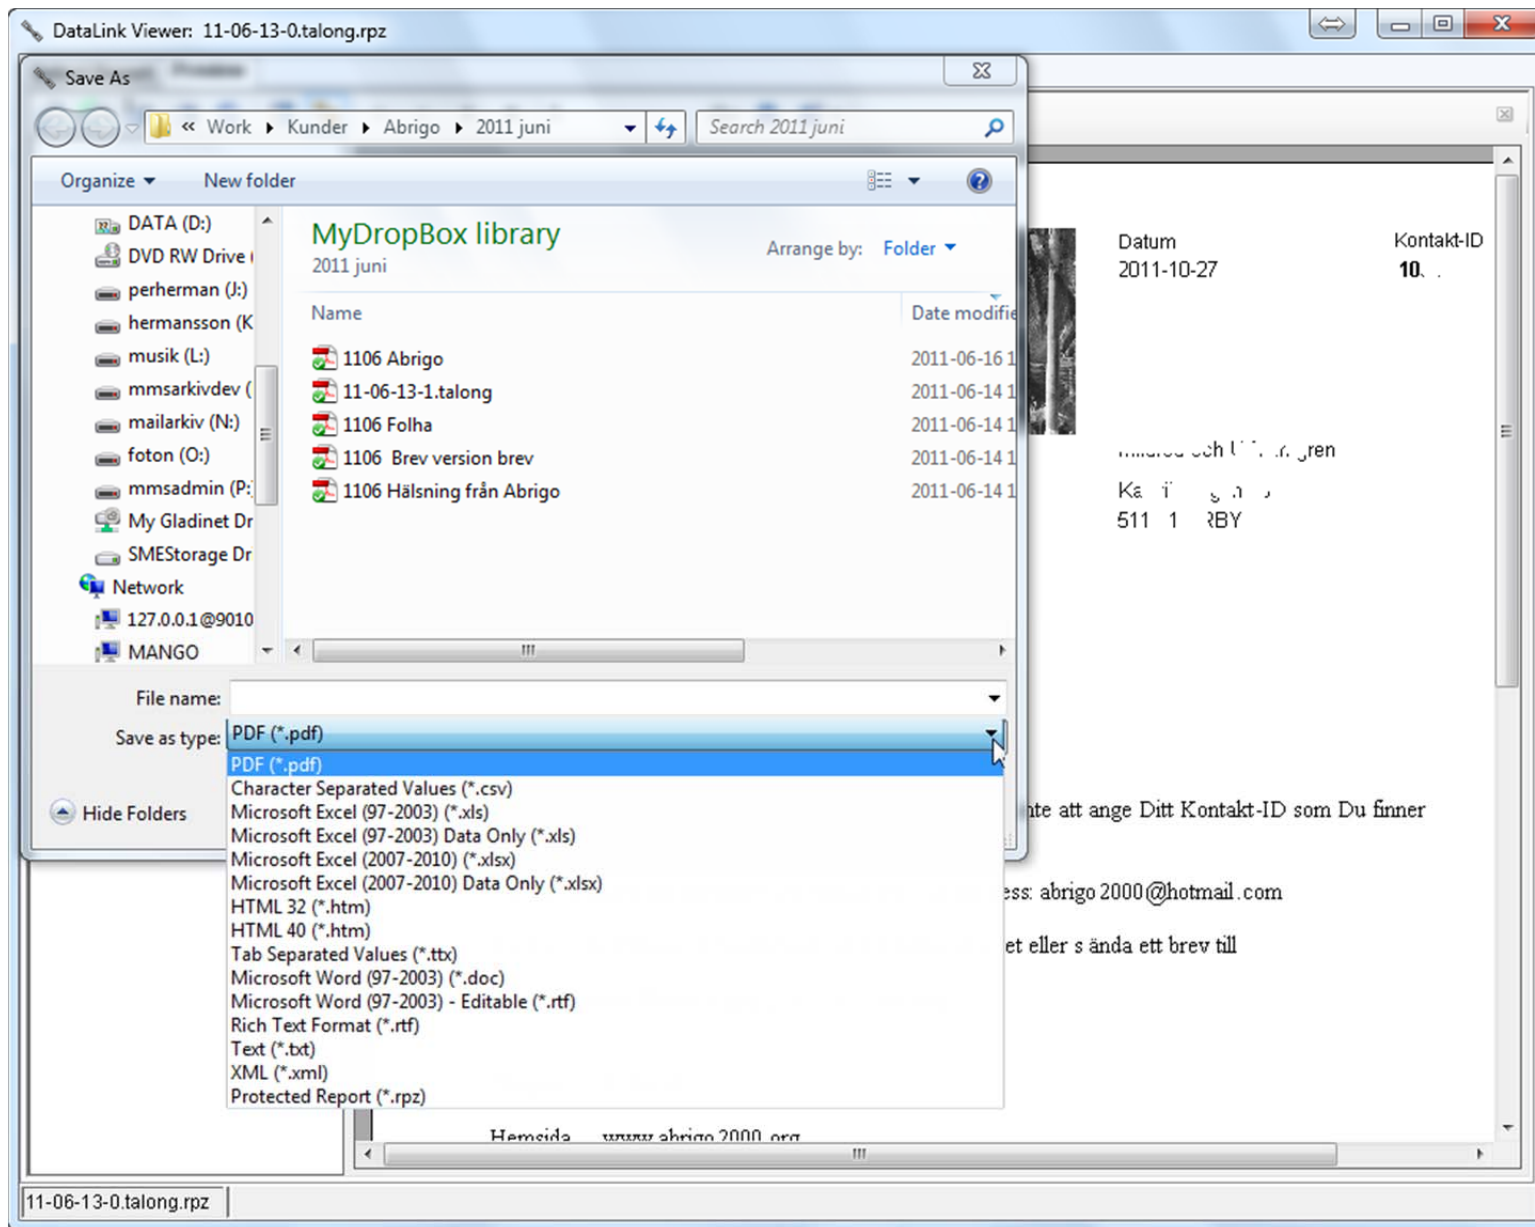 DataLink Viewer: 11-06-13-0.talong.rpz
Save As
« Work Kunder Abrigo 2011 juni
Search 2011 juni
Organize New folder
DATA (D:)
DVD RW Drive
perherman (J:)
hermansson (K
musik (L:)
mmsarkivdev (
mailarkiv (N:)
foton (O:)
mmsadmin (P:
My Gladinet Dr
SMEStorage Dr
Network
127.0.0.1@9010
MANGO
MyDropBox library
2011 juni
Arrange by: Folder
Name Date modifie
1106 Abrigo 2011-06-16 1
11-06-13-1.talong 2011-06-14 1
1106 Folha 2011-06-14 1
1106 Brev version brev 2011-06-14 1
1106 Hälsning från Abrigo 2011-06-14 1
File name:
Save as type: PDF (*.pdf)
PDF (*.pdf)
Character Separated Values (*.csv)
Microsoft Excel (97-2003) (*.xls)
Microsoft Excel (97-2003) Data Only (*.xls)
Microsoft Excel (2007-2010) (*.xlsx)
Microsoft Excel (2007-2010) Data Only (*.xlsx)
HTML 32 (*.htm)
HTML 40 (*.htm)
Tab Separated Values (*.ttx)
Microsoft Word (97-2003) (*.doc)
Microsoft Word (97-2003) - Editable (*.rtf)
Rich Text Format (*.rtf)
Text (*.txt)
XML (*.xml)
Protected Report (*.rpz)
Hide Folders
Datum Kontakt-ID
2011-10-27 10
511 1 RBY
nte att ange Ditt Kontakt-ID som Du finner
ess: abrigo2000@hotmail.com
et eller s ända ett brev till
Hemsida www.abrigo2000.org
11-06-13-0.talong.rpz